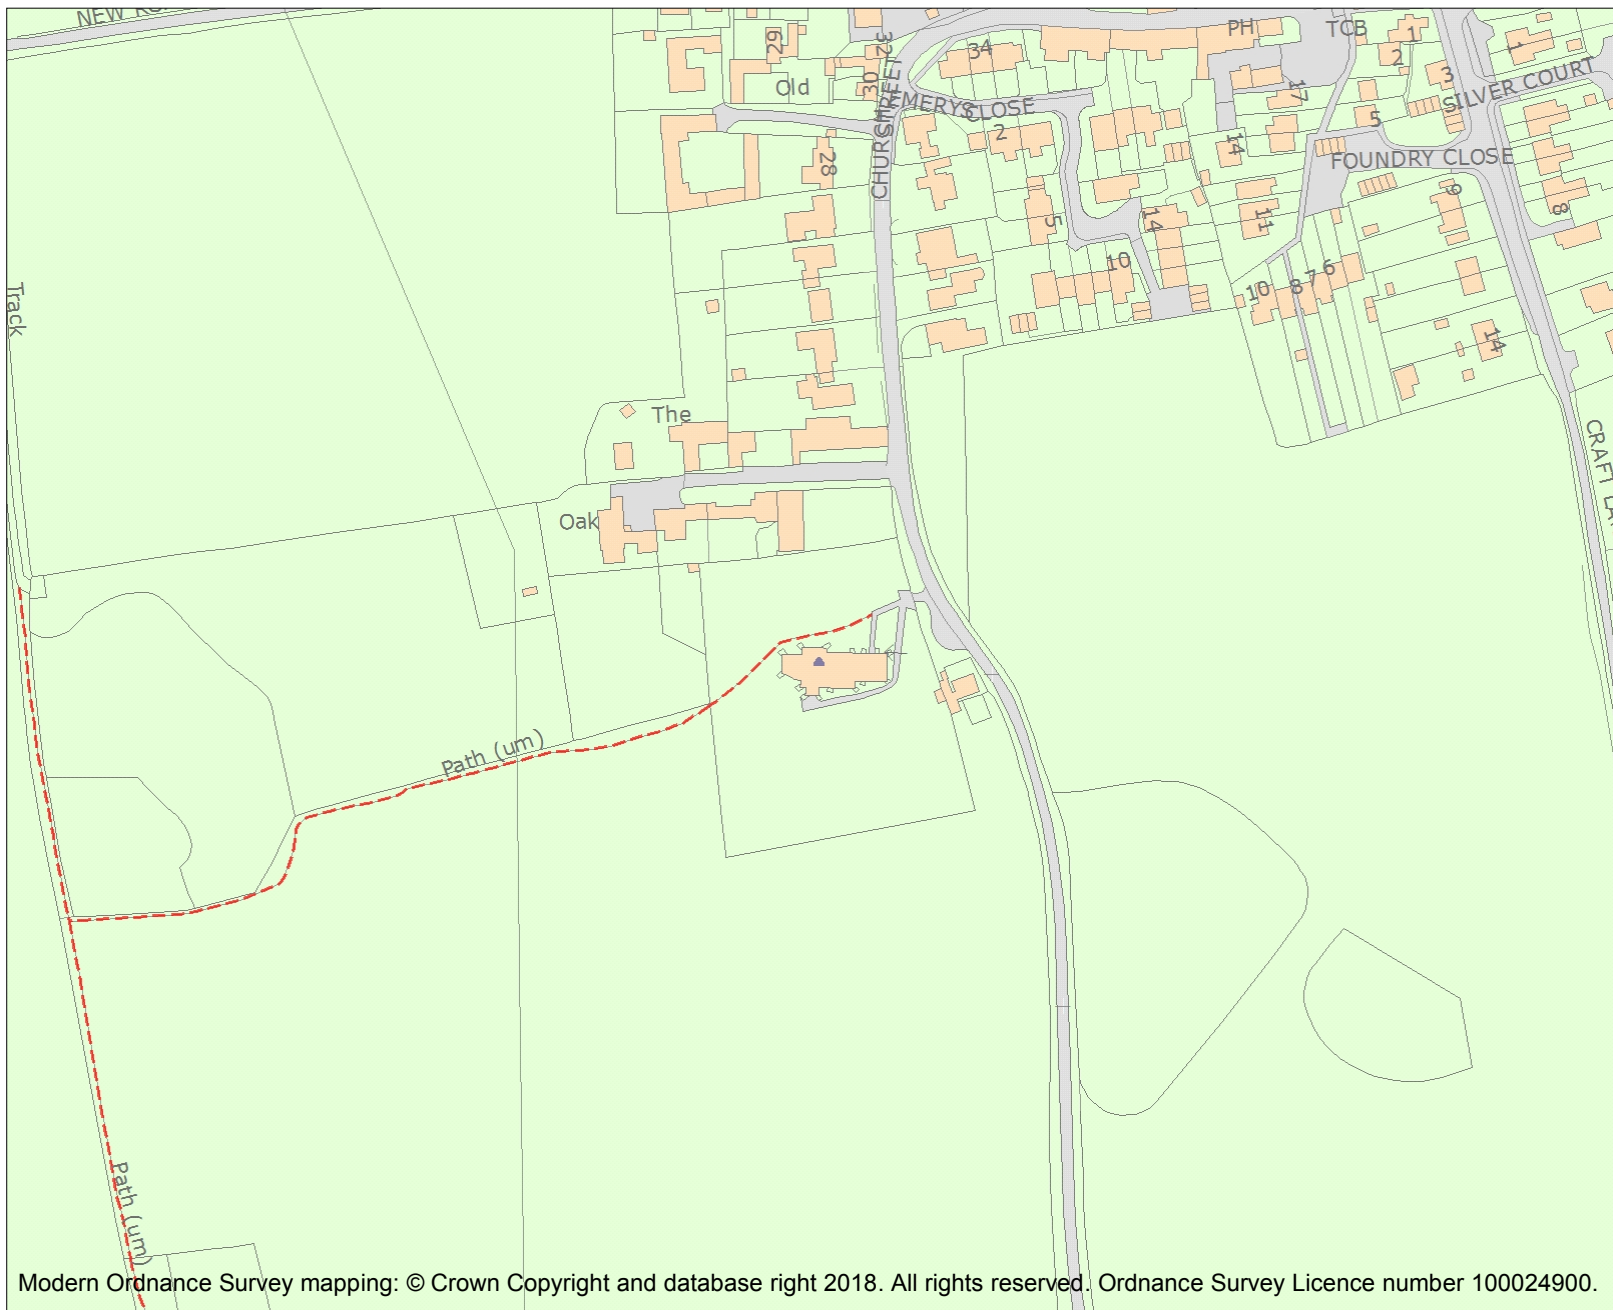 PH
TCB
1
1
29
32
34
2
Old
30
3
17
SILVER COURT
EMERYS CLOSE
CHURCH STREET
5
2
14
28
FOUNDRY CLOSE
9
11
14
5
8
10
6
7
8
10
Track
14
The
CRAFT
Oak
Path (um)
Path (um)
Modern Ordnance Survey mapping: © Crown Copyright and database right 2018. All rights reserved. Ordnance Survey Licence number 100024900.